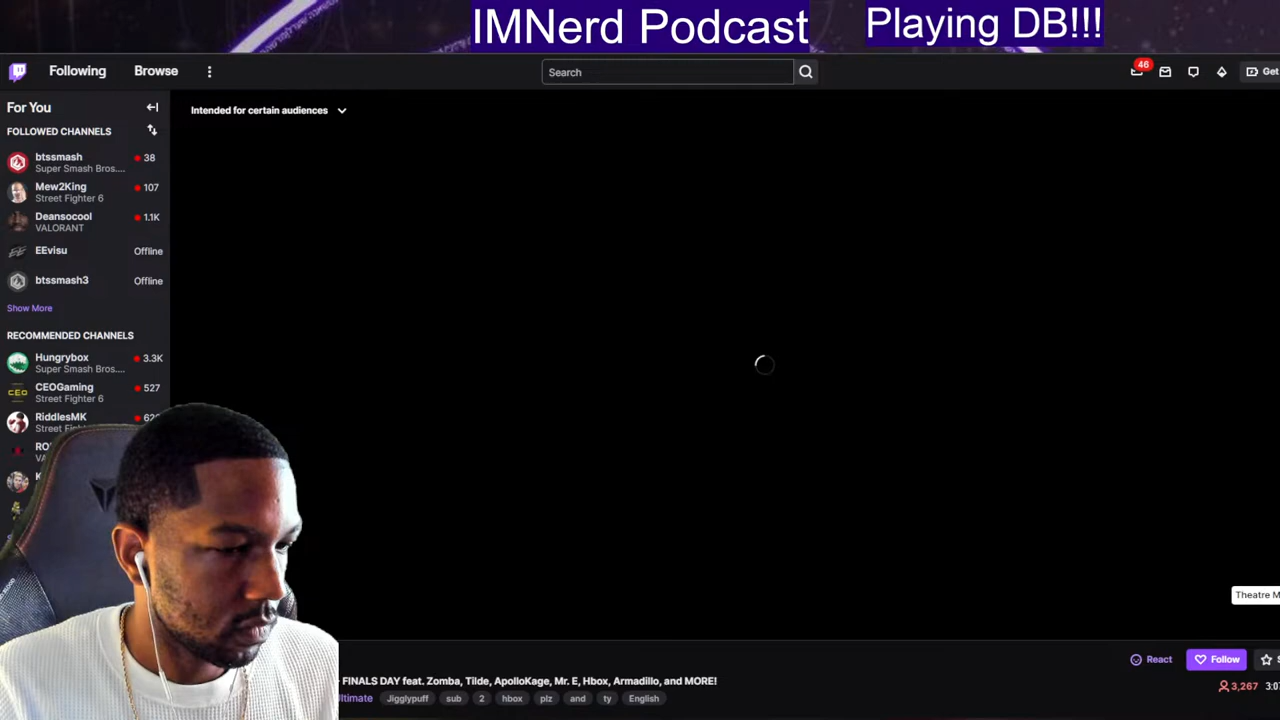 IMNerd Podcast
Playing DB!!!
Following
Browse
Search
46
Get
For You
Intended for certain audiences
FOLLOWED CHANNELS
btssmash
38
Super Smash Bros....
Mew2King
107
Street Fighter 6
Deansocool
1.1K
VALORANT
EEvisu
Offline
btssmash3
Offline
Show More
RECOMMENDED CHANNELS
Hungrybox
3.3K
Super Smash Bros....
CEOGaming
527
CEO
Street Fighter 6
RiddlesMK
Street
Theatre M
React
Follow
FINALS DAY feat. Zomba, Tilde, ApolloKage, Mr. E, Hbox, Armadillo, and MORE!
Ultimate
Jigglypuff
sub
2
hbox
plz
and
ty
English
3,267